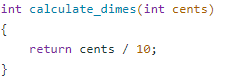 int calculate_dimes(int cents)
{
    return cents / 10;
}